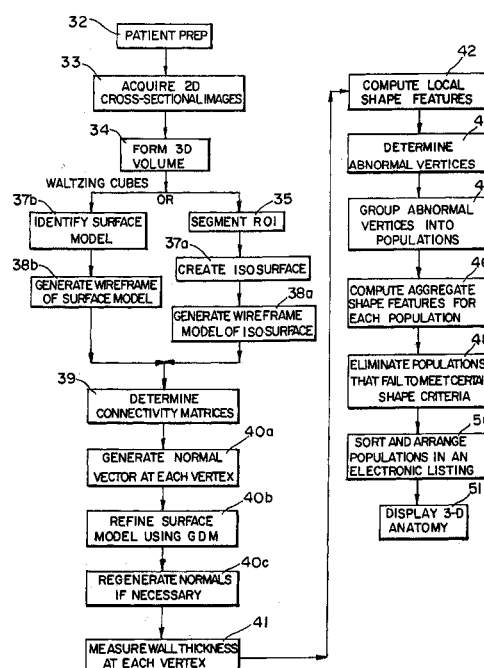 32
PATIENT PREP
33
ACQUIRE 2D
CROSS-SECTIONAL IMAGES
34
FORM 3D
VOLUME
WALTZING CUBES
OR
37b
IDENTIFY SURFACE
MODEL
38b
GENERATE WIREFRAME
OF SURFACE MODEL
35
SEGMENT ROI
37a
CREATE ISOSURFACE
38a
GENERATE WIREFRAME
MODEL OF ISOSURFACE
39
DETERMINE
CONNECTIVITY MATRICES
40a
GENERATE NORMAL
VECTOR AT EACH VERTEX
40b
REFINE SURFACE
MODEL USING GDM
40c
REGENERATE NORMALS
IF NECESSARY
41
MEASURE WALL THICKNESS
AT EACH VERTEX
42
COMPUTE LOCAL
SHAPE FEATURES
DETERMINE
ABNORMAL VERTICES
GROUP ABNORMAL
VERTICES INTO
POPULATIONS
46
COMPUTE AGGREGATE
SHAPE FEATURES FOR
EACH POPULATION
48
ELIMINATE POPULATIONS
THAT FAIL TO MEET CERTAIN
SHAPE CRITERIA
SORT AND ARRANGE
POPULATIONS IN AN
ELECTRONIC LISTING
51
DISPLAY 3-D
ANATOMY